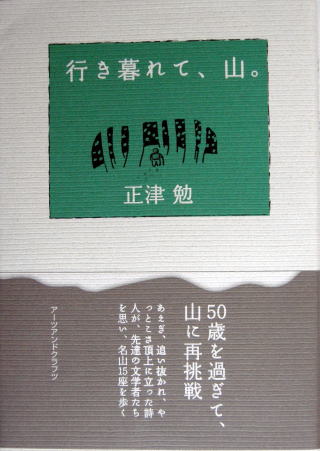 行き暮れて、山。
正津 勉
50歳を過ぎて、
山に再挑戦
あえぎ、追い抜かれ、や
っとこさ頂上に立った詩
人が、先達の文学者たち
を思い、名山15座を歩く
アーツアンドクラフツ